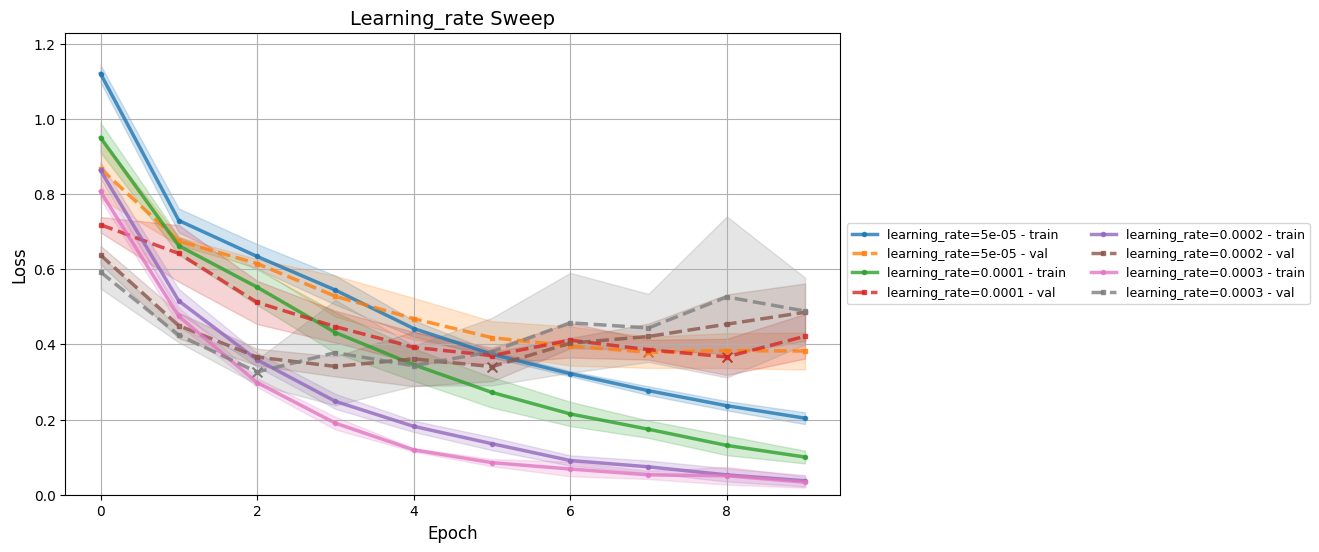 Learning_rate Sweep
1.2
1.0
0.8
0.6
0.4
0.2
0.0
Loss
0
2
4
6
8
Epoch
learning_rate=5e-05 - train
learning_rate=5e-05 - val
learning_rate=0.0001 - train
learning_rate=0.0001 - val
learning_rate=0.0002 - train
learning_rate=0.0002 - val
learning_rate=0.0003 - train
learning_rate=0.0003 - val